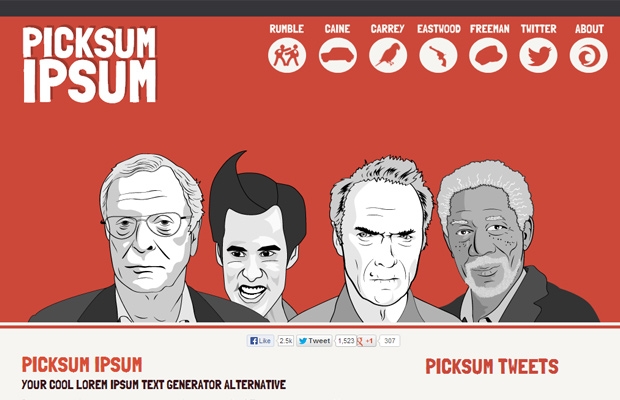 PICKSUM
IPSUM
RUMBLE CAINE CARREY EASTWOOD FREEMAN TWITTER ABOUT
Like 2.5k Tweet 1,523 +1 307
PICKSUM IPSUM
YOUR COOL LOREM IPSUM TEXT GENERATOR ALTERNATIVE
PICKSUM TWEETS